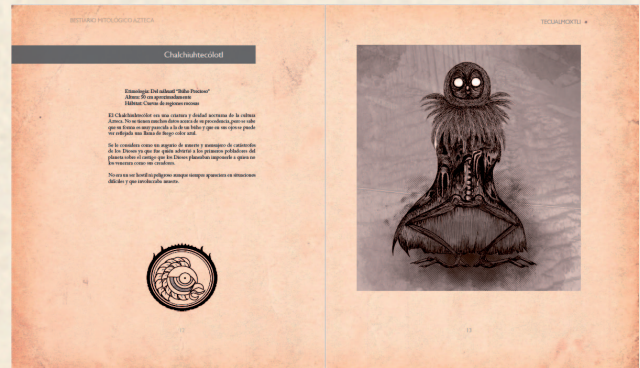 BESTIARIO MITOLÓGICO AZTECA
TECUALMOKTLI
Chalchiuhtecólotl
Etimología: Del náhuatl "Búho Precioso"
Altura: 50 cm aproximadamente
Hábitat: Cuevas de regiones rocosas
El Chalchiuhtecólotl era una criatura y deidad nocturna de la cultura
Azteca. No se tienen muchos datos acerca de su procedencia, pero se sabe
que su forma es muy parecida a la de un búho y que en sus ojos se puede
ver reflejada una llama de fuego color azul.
Se le considera como un augurio de muerte y mensajero de catástrofes
de los Dioses ya que fue quien advirtió a los primeros pobladores del
planeta sobre el castigo que los Dioses planeaban imponerle a quien no
los venerara como sus creadores.
No era un ser hostil ni peligroso aunque siempre aparecía en situaciones
difíciles y que involucraba muerte.